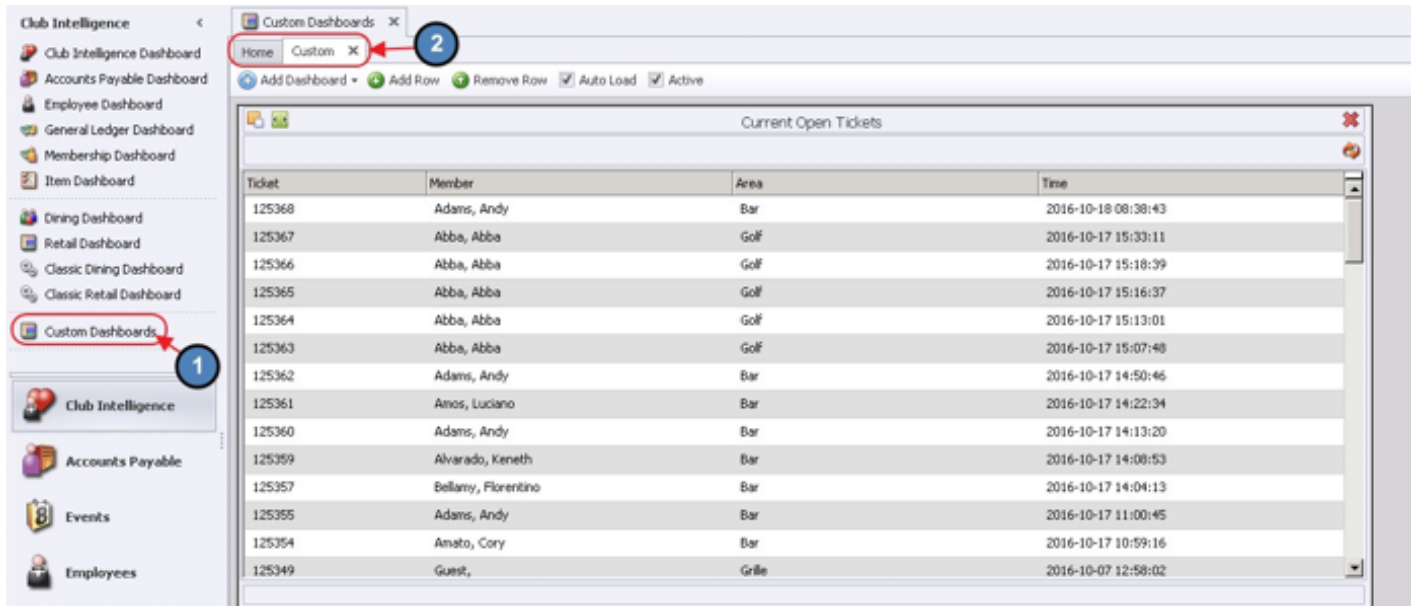 Club Intelligence <
Club Intelligence Dashboard
Accounts Payable Dashboard
Employee Dashboard
General Ledger Dashboard
Membership Dashboard
Item Dashboard
Dining Dashboard
Retail Dashboard
Classic Dining Dashboard
Classic Retail Dashboard
Custom Dashboards
1
Club Intelligence
Accounts Payable
8
Events
Employees
Custom Dashboards X
Home Custom X
2
Add Dashboard Add Row Remove Row Auto Load Active
Current Open Tickets
Ticket Member Area Time
125368 Adams, Andy Bar 2016-10-18 08:38:43
125367 Abba, Abba Golf 2016-10-17 15:33:11
125366 Abba, Abba Golf 2016-10-17 15:18:39
125365 Abba, Abba Golf 2016-10-17 15:16:37
125364 Abba, Abba Golf 2016-10-17 15:13:01
125363 Abba, Abba Golf 2016-10-17 15:07:48
125362 Adams, Andy Bar 2016-10-17 14:50:46
125361 Amos, Luciano Bar 2016-10-17 14:22:34
125360 Adams, Andy Bar 2016-10-17 14:13:20
125359 Alvarado, Keneth Bar 2016-10-17 14:08:53
125357 Bellamy, Florentino Bar 2016-10-17 14:04:13
125355 Adams, Andy Bar 2016-10-17 11:00:45
125354 Amato, Cory Bar 2016-10-17 10:59:16
125349 Guest, Grille 2016-10-07 12:58:02